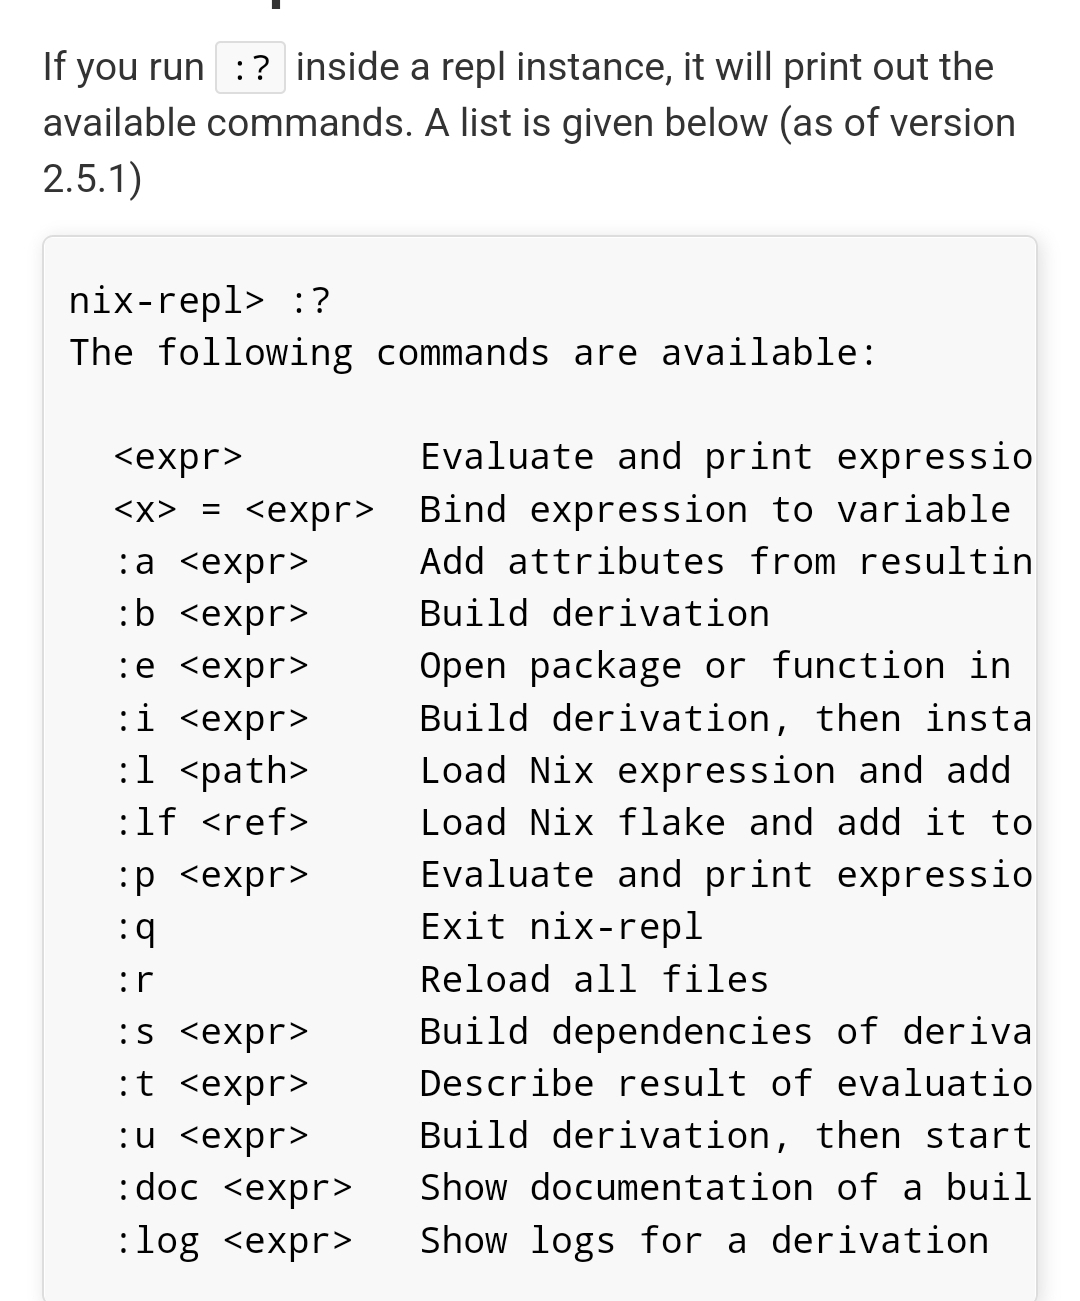 If you run :? inside a repl instance, it will print out the
available commands. A list is given below (as of version
2.5.1)
nix-repl> :?
The following commands are available:
<expr> Evaluate and print expressio
<x> = <expr> Bind expression to variable
:a <expr> Add attributes from resultin
:b <expr> Build derivation
:e <expr> Open package or function in
:i <expr> Build derivation, then insta
:l <path> Load Nix expression and add
:lf <ref> Load Nix flake and add it to
:p <expr> Evaluate and print expressio
:q Exit nix-repl
:r Reload all files
:s <expr> Build dependencies of deriva
:t <expr> Describe result of evaluatio
:u <expr> Build derivation, then start
:doc <expr> Show documentation of a buil
:log <expr> Show logs for a derivation